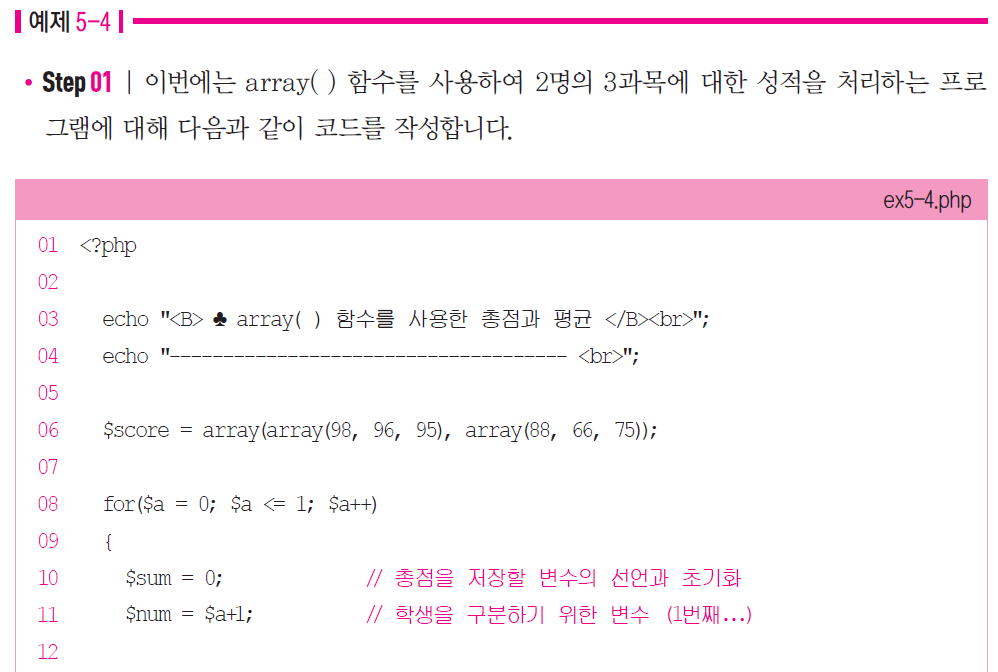 예제 5-4
• Step 01 | 이번에는 array( ) 함수를 사용하여 2명의 3과목에 대한 성적을 처리하는 프로
그램에 대해 다음과 같이 코드를 작성합니다.
ex5-4.php
01 <?php
02
03 echo "<B> ♣ array( ) 함수를 사용한 총점과 평균 </B><br>";
04 echo "------------------------------------ <br>";
05
06 $score = array(array(98, 96, 95), array(88, 66, 75));
07
08 for($a = 0; $a <= 1; $a++)
09 {
10 $sum = 0; // 총점을 저장할 변수의 선언과 초기화
11 $num = $a+1; // 학생을 구분하기 위한 변수 (1번째...)
12